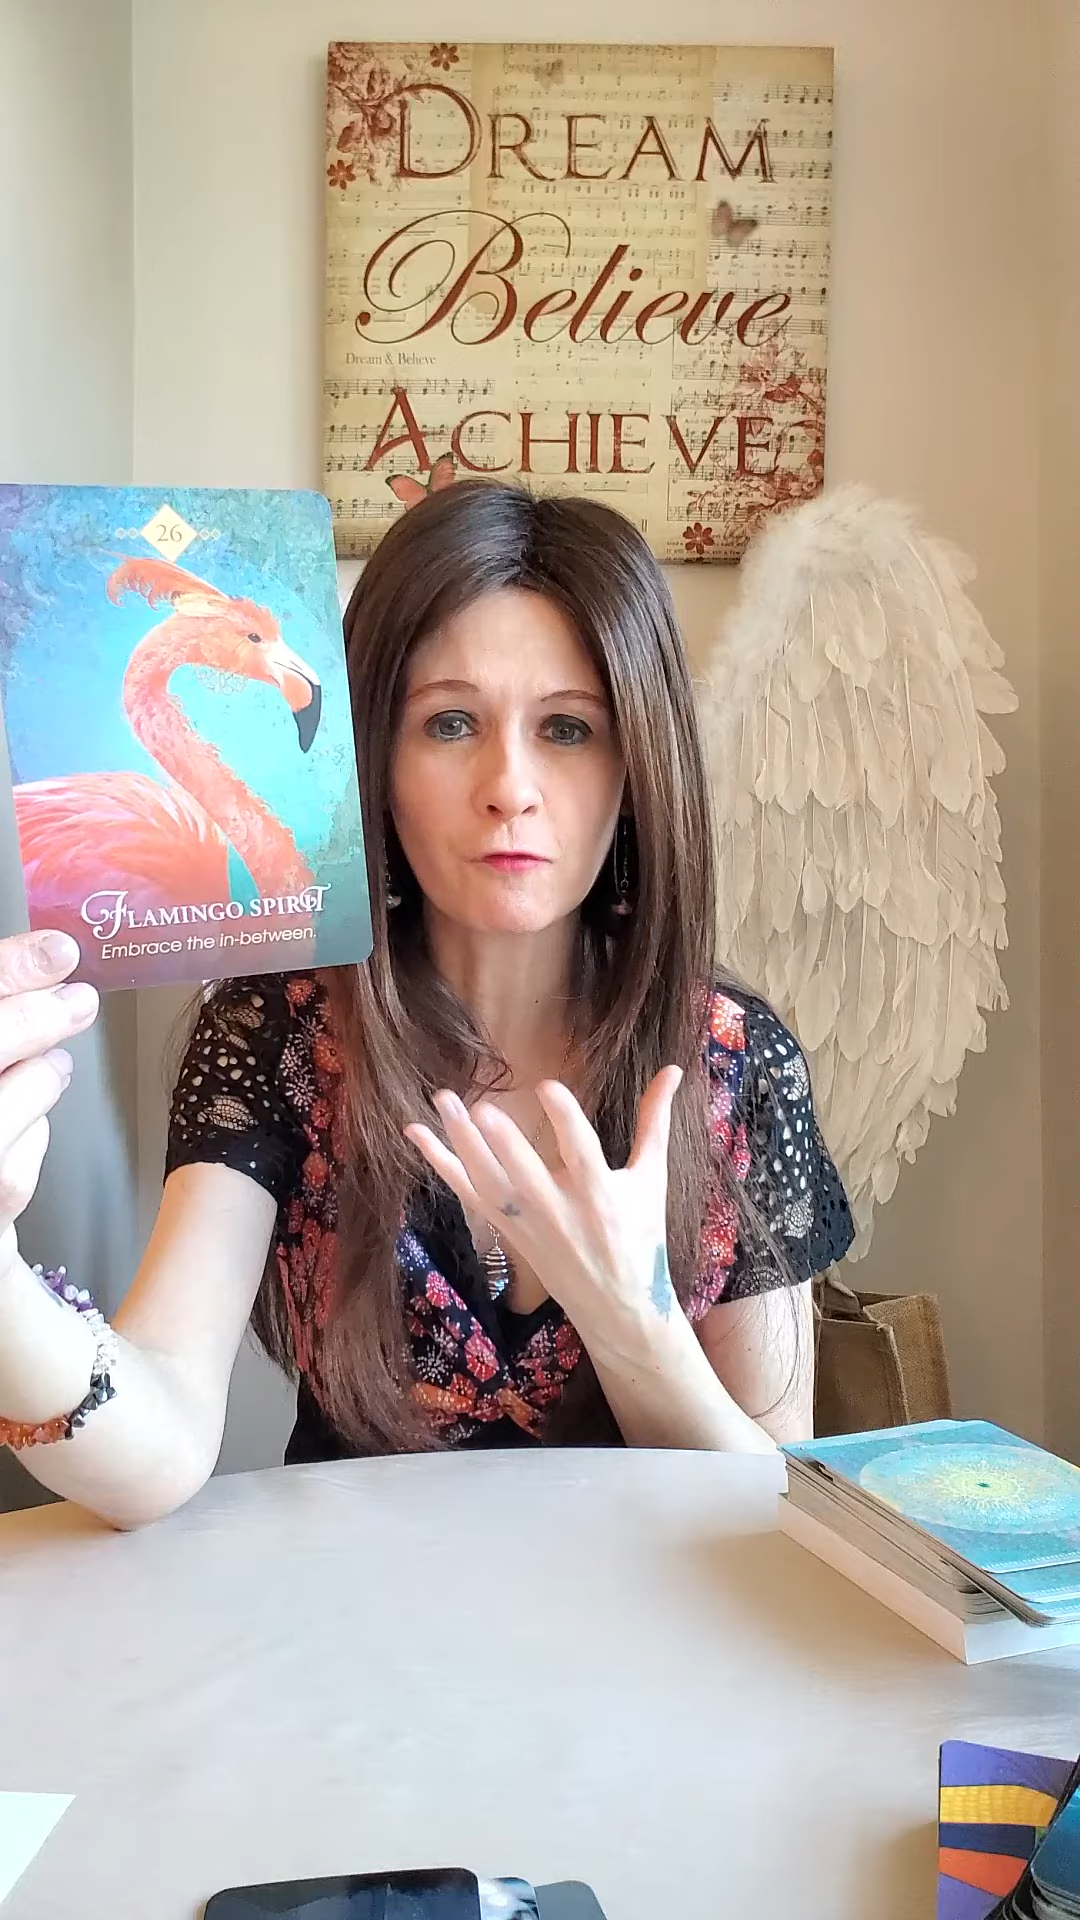 DREAM
Believe
Dream & Believe
ACHIEVE
26
FLAMINGO SPIRIT
Embrace the in-between.